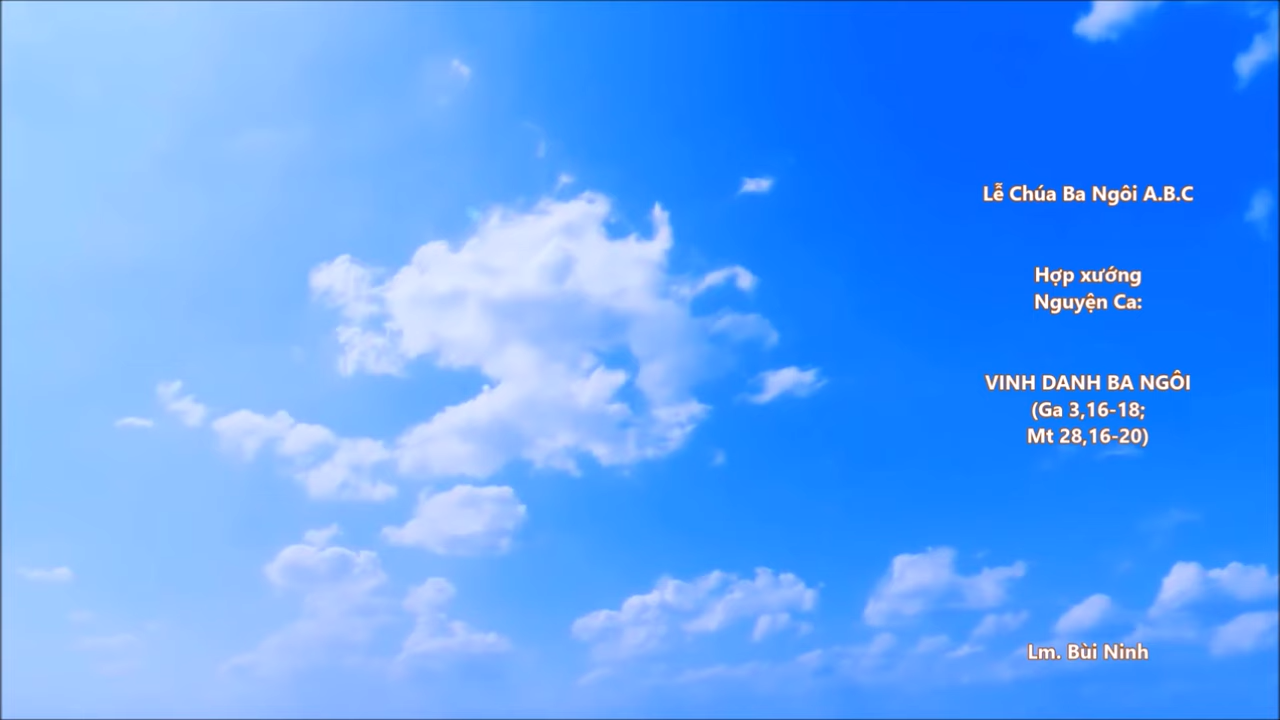 Lễ Chúa Ba Ngôi A.B.C
Hợp xướng
Nguyện Ca:
VINH DANH BA NGÔI
(Ga 3,16-18;
Mt 28,16-20)
Lm. Bùi Ninh